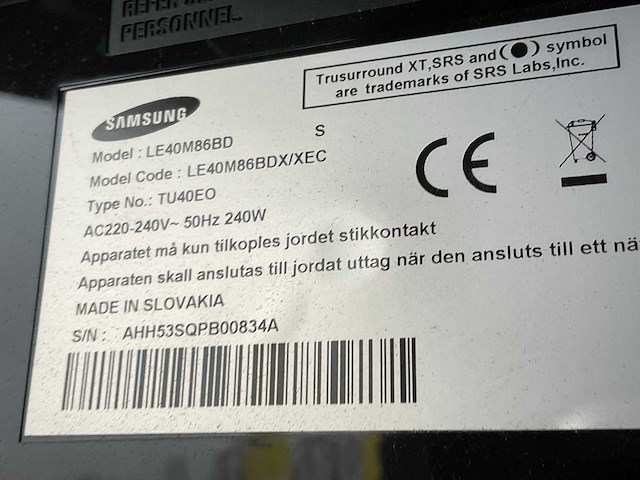 PERSONNEL.
Trusurround XT,SRS and () symbol
are trademarks of SRS Labs,Inc.
SAMSUNG
Model : LE40M86BD S
Model Code : LE40M86BDX/XEC
Type No.: TU40EO
AC220-240V~ 50Hz 240W
Apparatet må kun tilkoples jordet stikkontakt
Apparaten skall anslutas till jordat uttag när den ansluts till ett nä
MADE IN SLOVAKIA
S/N : AHH53SQPB00834A
CE